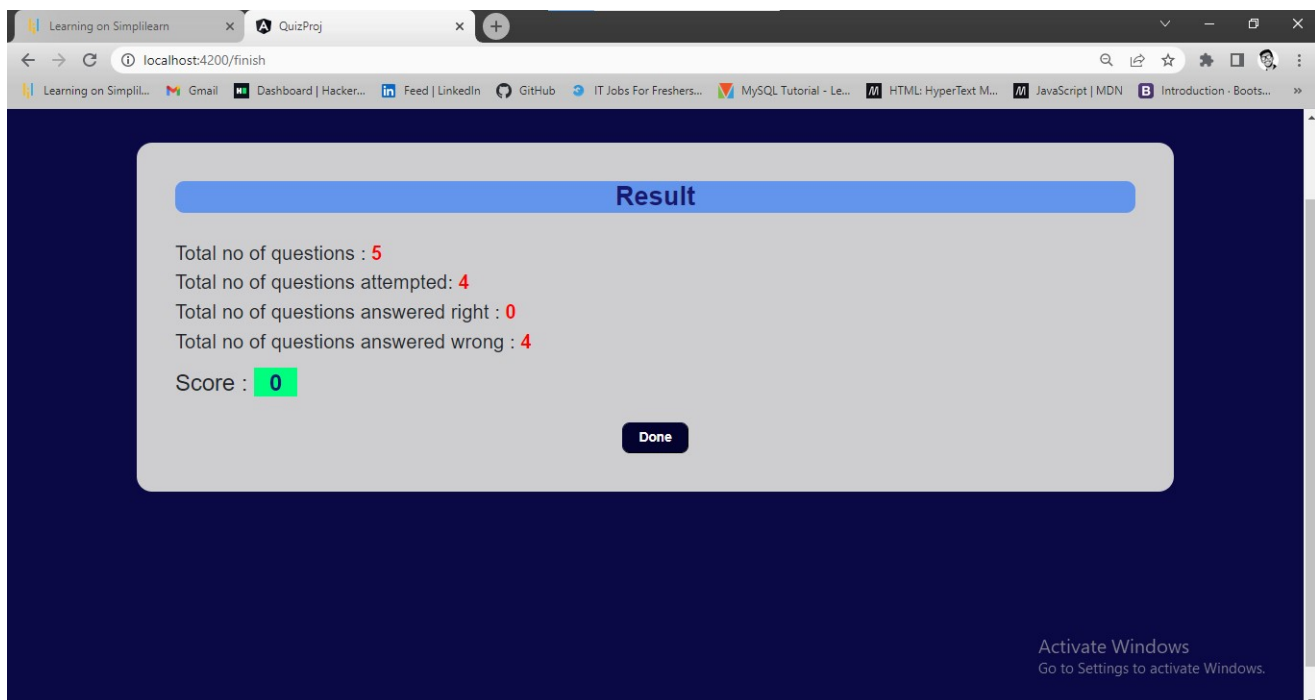 Learning on Simplilearn QuizProj
localhost:4200/finish
Learning on Simplil... Gmail Dashboard | Hacker... Feed | LinkedIn GitHub IT Jobs For Freshers... MySQL Tutorial - Le... HTML: HyperText M... JavaScript | MDN Introduction · Boots... »
Result
Total no of questions : 5
Total no of questions attempted: 4
Total no of questions answered right : 0
Total no of questions answered wrong : 4
Score : 0
Done
Activate Windows
Go to Settings to activate Windows.